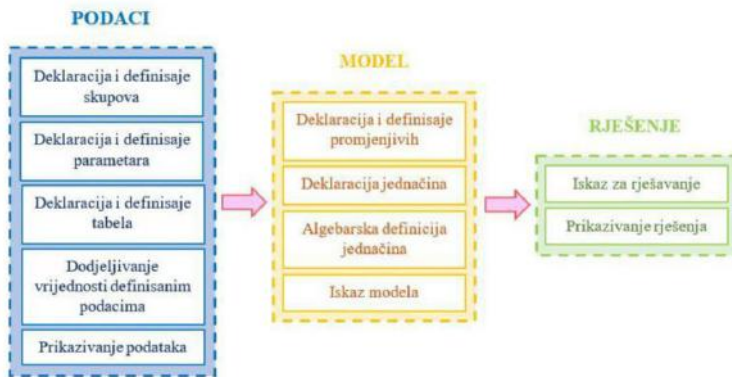 PODACI
Deklaracija i definisaje
skupova
Deklaracija i definisaje
parametara
Deklaracija i definisaje
tabela
Dodjeljivanje
vrijednosti definisanim
podacima
Prikazivanje podataka
MODEL
Deklaracija i definisaje
promjenjivih
Deklaracija jednačina
Algebarska definicija
jednačina
Iskaz modela
RJEŠENJE
Iskaz za rješavanje
Prikazivanje rješenja